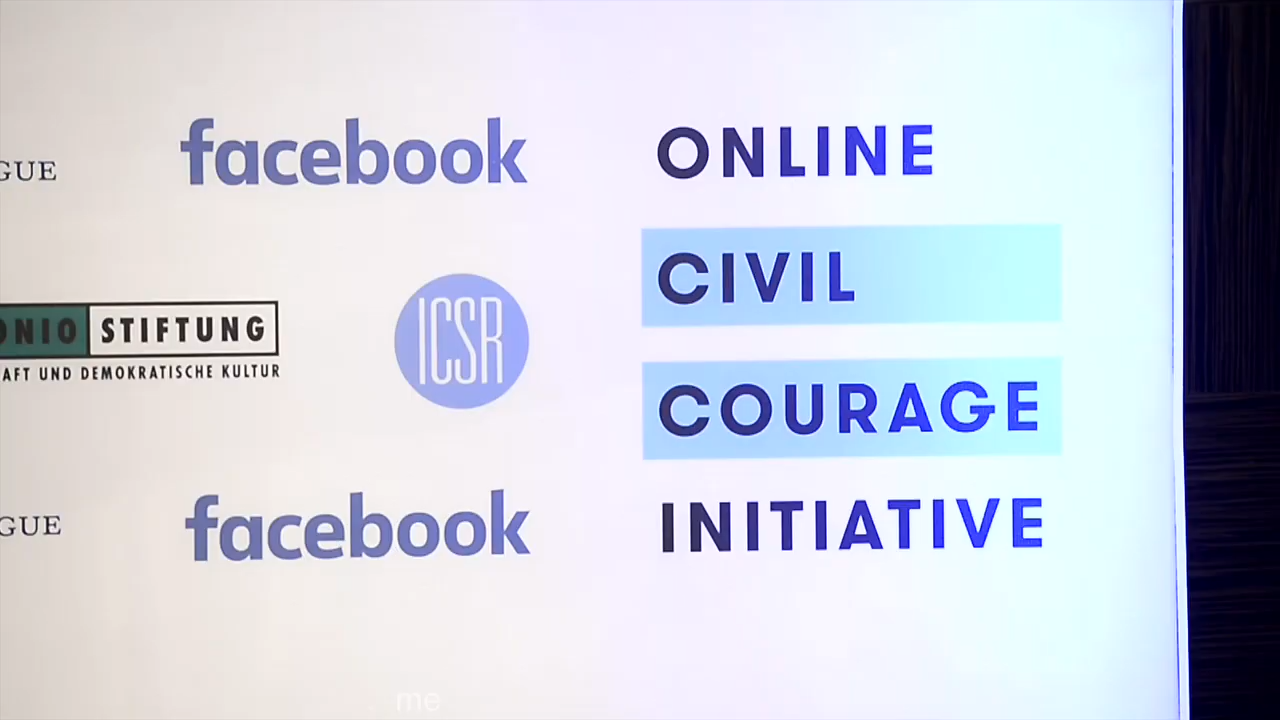 GUE
facebook
ONLINE
CIVIL
ONIO STIFTUNG
AFT UND DEMOKRATISCHE KULTUR
ICSR
COURAGE
GUE
facebook
INITIATIVE
me